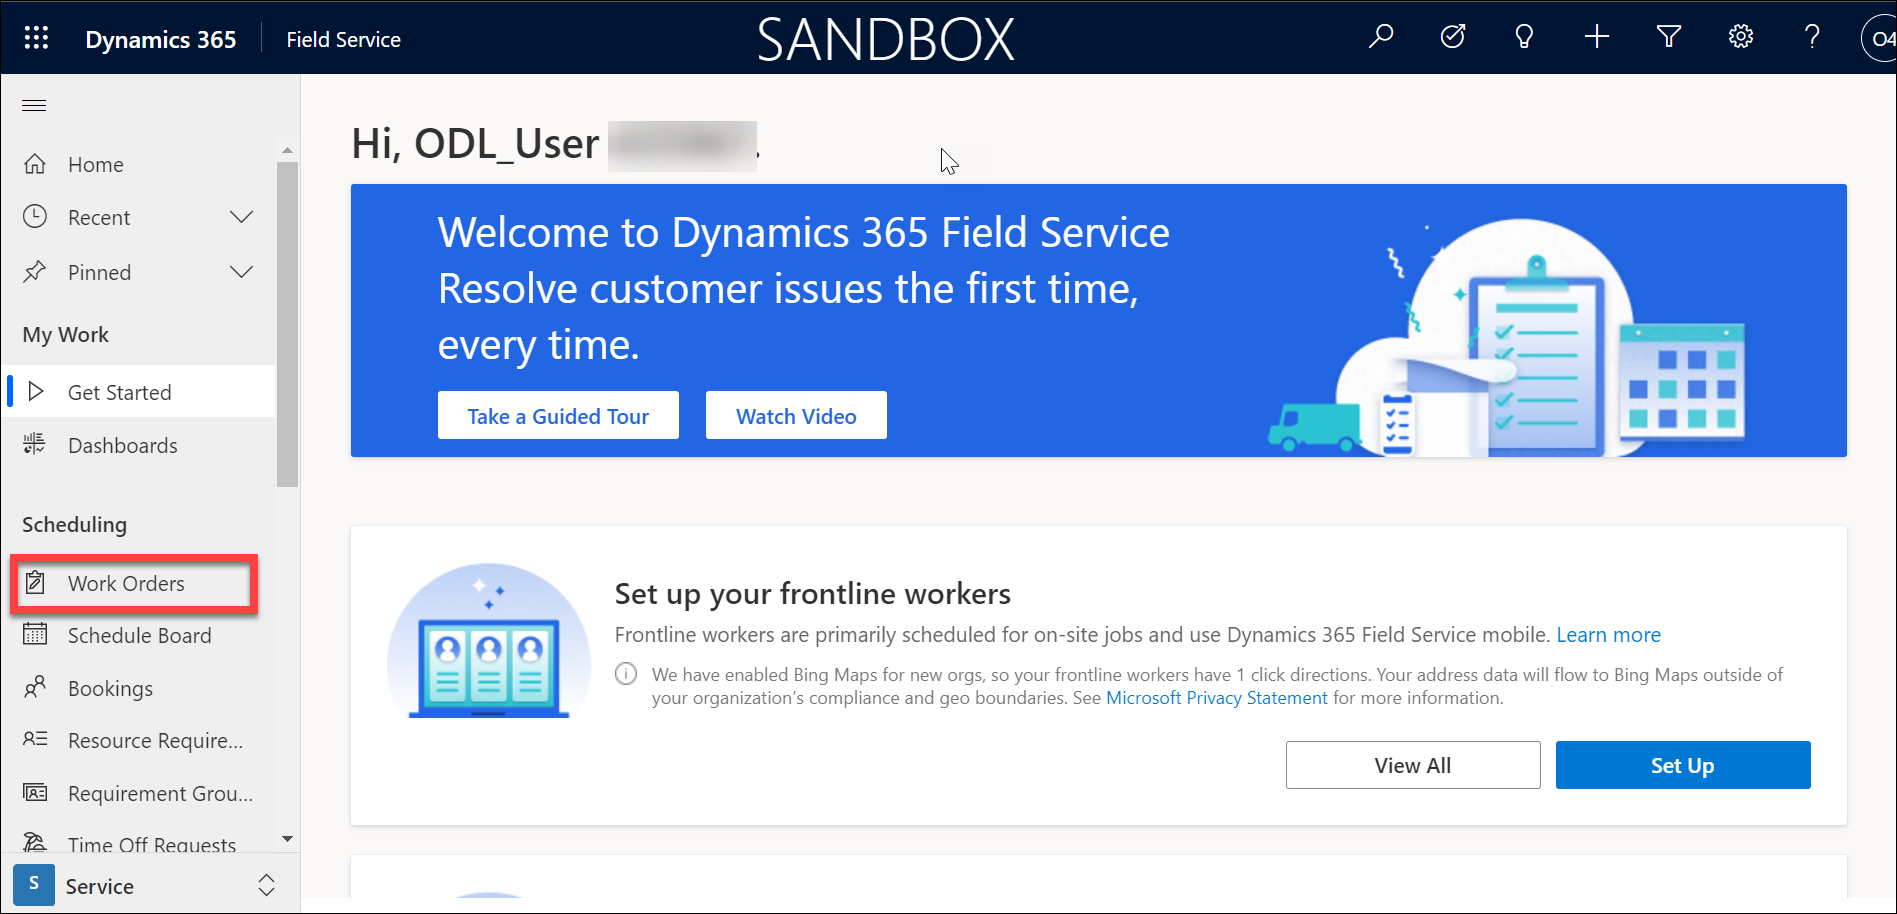 Dynamics 365
Field Service
SANDBOX
O4
Home
Recent
Pinned
My Work
Get Started
Dashboards
Scheduling
Work Orders
Schedule Board
Bookings
Resource Require...
Requirement Grou...
Time Off Requests
S
Service
Hi, ODL_User .
Welcome to Dynamics 365 Field Service
Resolve customer issues the first time,
every time.
Take a Guided Tour
Watch Video
Set up your frontline workers
Frontline workers are primarily scheduled for on-site jobs and use Dynamics 365 Field Service mobile. Learn more
We have enabled Bing Maps for new orgs, so your frontline workers have 1 click directions. Your address data will flow to Bing Maps outside of
your organization’s compliance and geo boundaries. See Microsoft Privacy Statement for more information.
View All
Set Up